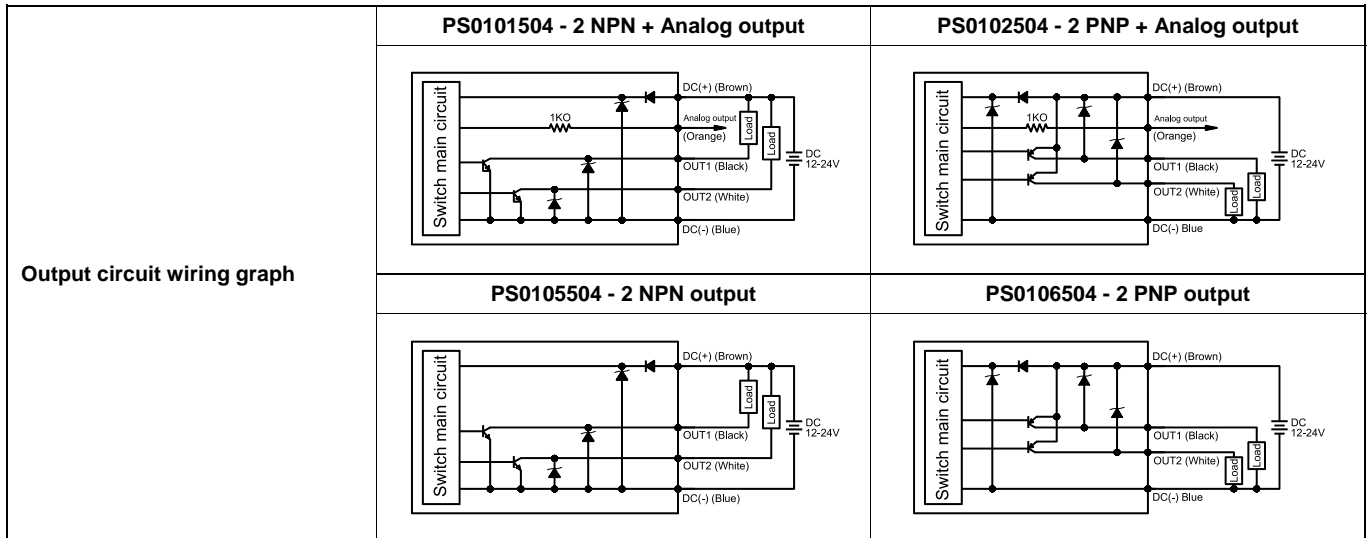 Output circuit wiring graph
PS0101504 - 2 NPN + Analog output
Switch main circuit
1KO
DC(+) (Brown)
Analog output
(Orange)
OUT1 (Black)
OUT2 (White)
DC(-) (Blue)
Load
Load
DC
12-24V
PS0102504 - 2 PNP + Analog output
Switch main circuit
1KO
DC(+) (Brown)
Analog output
(Orange)
OUT1 (Black)
OUT2 (White)
DC(-) Blue
Load
Load
DC
12-24V
PS0105504 - 2 NPN output
Switch main circuit
DC(+) (Brown)
OUT1 (Black)
OUT2 (White)
DC(-) (Blue)
Load
Load
DC
12-24V
PS0106504 - 2 PNP output
Switch main circuit
DC(+) (Brown)
OUT1 (Black)
OUT2 (White)
DC(-) Blue
Load
Load
DC
12-24V